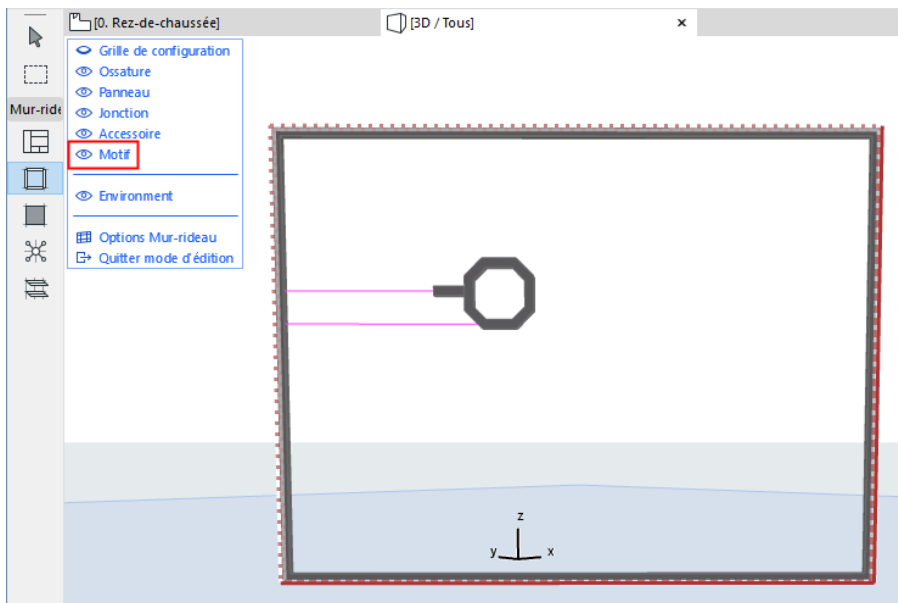 [0. Rez-de-chaussée]
[3D / Tous]
Mur-ride
Grille de configuration
Ossature
Panneau
Jonction
Accessoire
Motif
Environment
Options Mur-rideau
Quitter mode d'édition
z
y
x